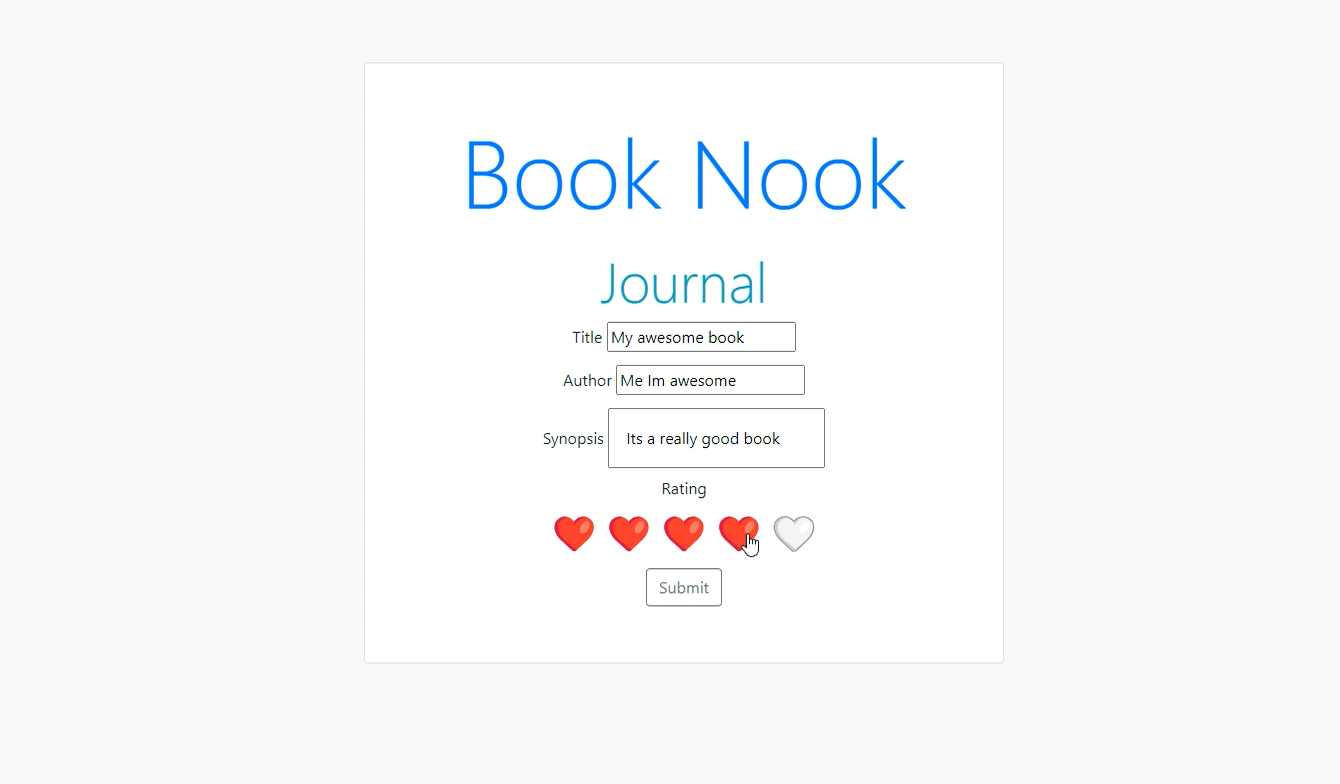 Book Nook
Journal
Title My awesome book
Author Me Im awesome
Synopsis Its a really good book
Rating
Submit